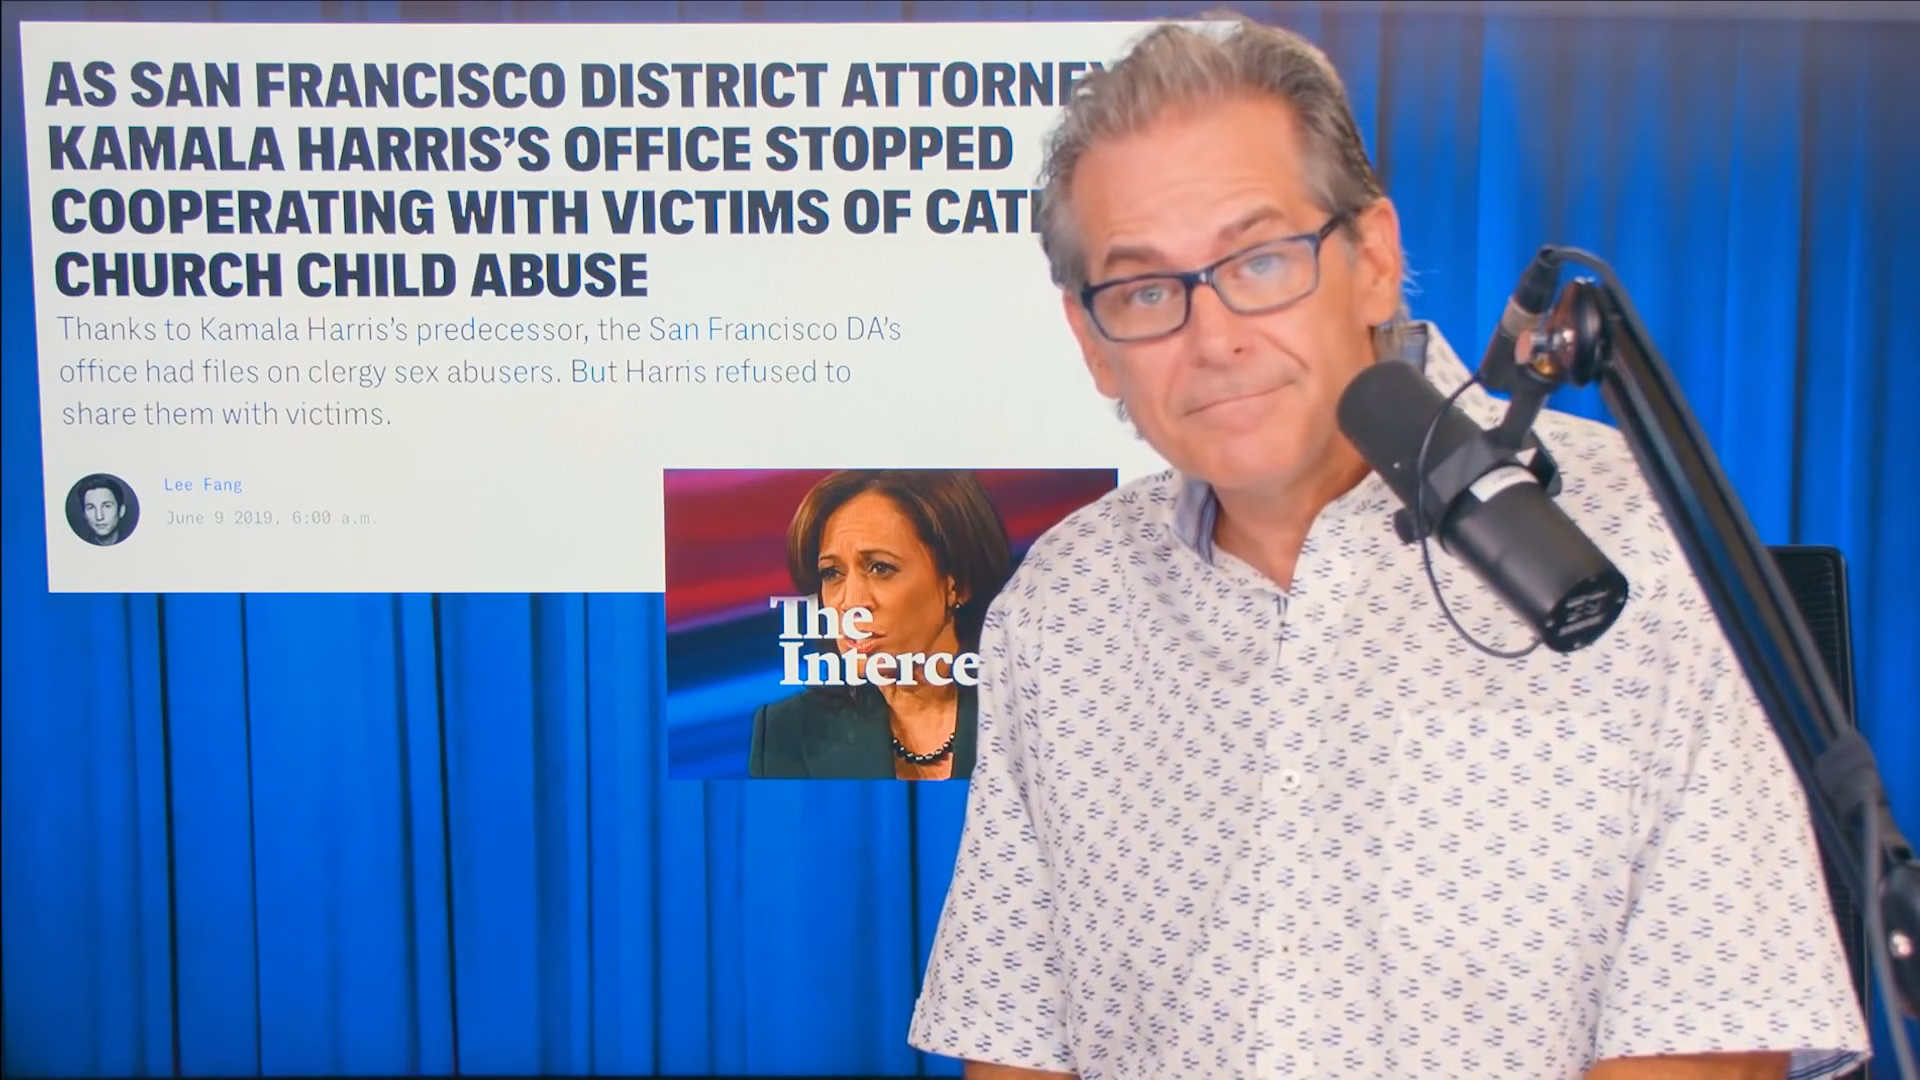 AS SAN FRANCISCO DISTRICT ATTORNEY
KAMALA HARRIS'S OFFICE STOPPED
COOPERATING WITH VICTIMS OF CATH
CHURCH CHILD ABUSE
Thanks to Kamala Harris's predecessor, the San Francisco DA's
office had files on clergy sex abusers. But Harris refused to
share them with victims.
Lee Fang
June 9 2019, 6:00 a.m.
The
Interce